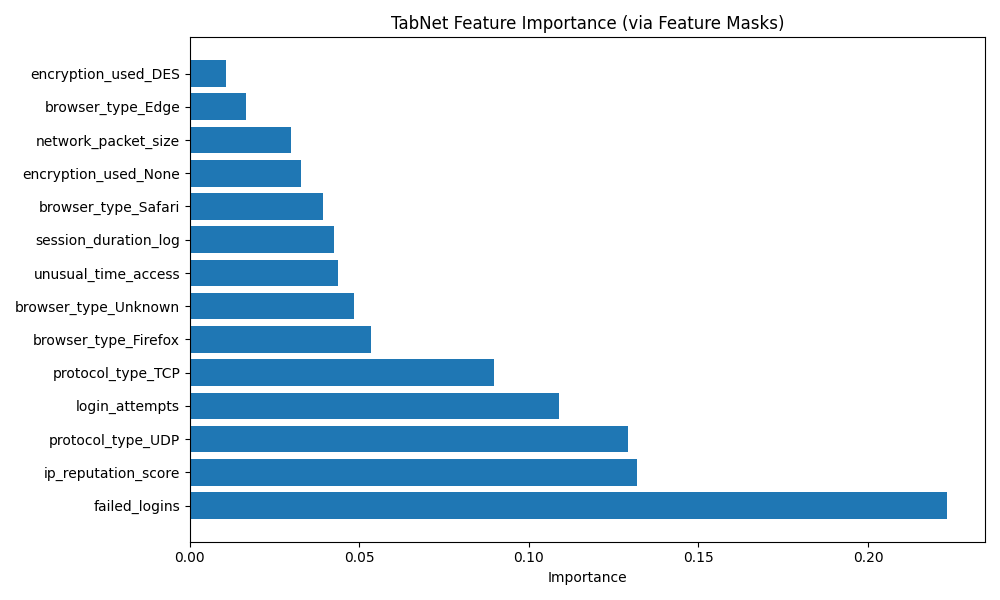 TabNet Feature Importance (via Feature Masks)
encryption_used_DES
browser_type_Edge
network_packet_size
encryption_used_None
browser_type_Safari
session_duration_log
unusual_time_access
browser_type_Unknown
browser_type_Firefox
protocol_type_TCP
login_attempts
protocol_type_UDP
ip_reputation_score
failed_logins
0.00 0.05 0.10 0.15 0.20
Importance